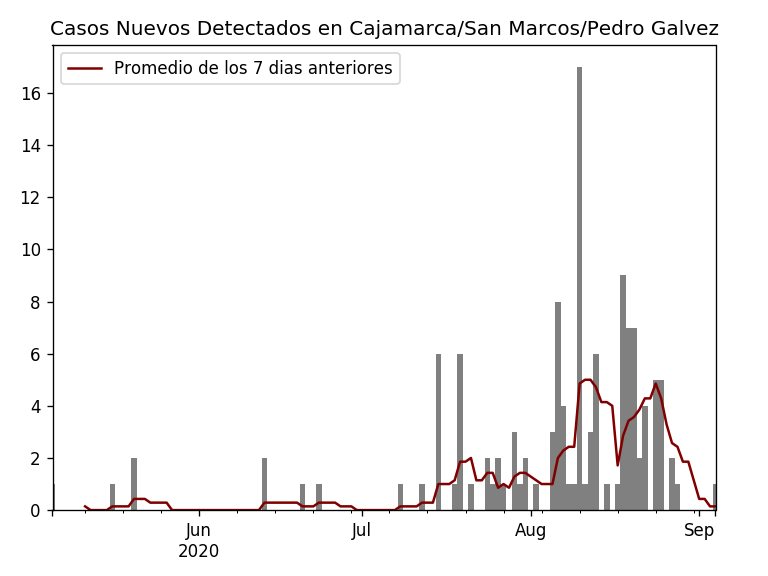 Casos Nuevos Detectados en Cajamarca/San Marcos/Pedro Galvez
Promedio de los 7 dias anteriores
16
14
12
10
8
6
4
2
0
Jun
2020
Jul
Aug
Sep